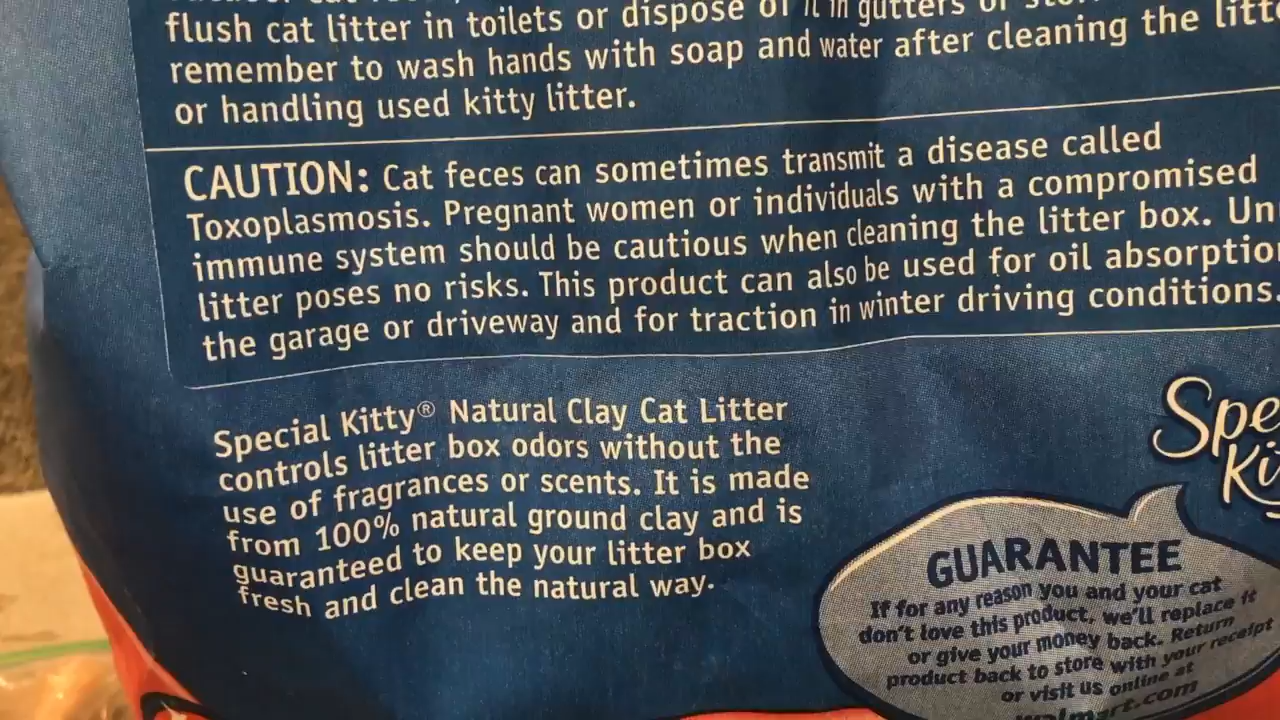 flush cat litter in toilets or dispose of it in gutters or
remember to wash hands with soap and water after cleaning the
or handling used kitty litter.
CAUTION: Cat feces can sometimes transmit a disease called
Toxoplasmosis. Pregnant women or individuals with a compromised
immune system should be cautious when cleaning the litter box.
litter poses no risks. This product can also be used for oil
the garage or driveway and for traction in winter driving conditions.
Special Kitty® Natural Clay Cat Litter
controls litter box odors without the
use of fragrances or scents. It is made
from 100% natural ground clay and is
guaranteed to keep your litter box
fresh and clean the natural way.
GUARANTEE
If for any reason you and your cat
don't love this product, we'll replace it
or give your money back. Return
product back to store with your receipt
or visit us online at
walmart.com